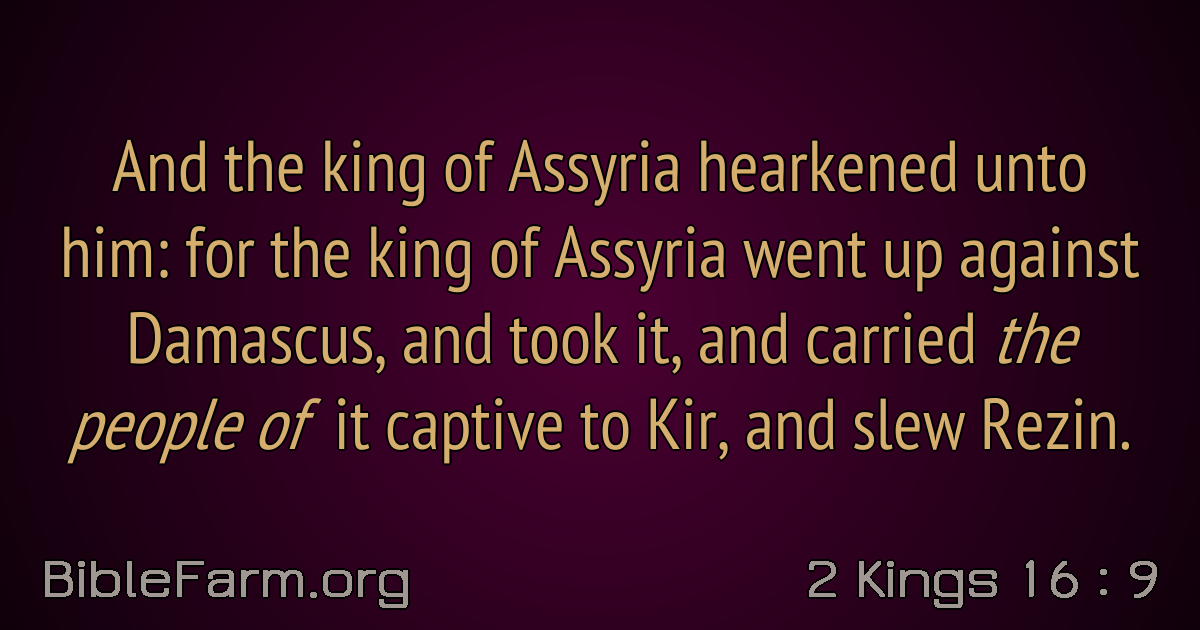 And the king of Assyria hearkened unto
him: for the king of Assyria went up against
Damascus, and took it, and carried the
people of it captive to Kir, and slew Rezin.
BibleFarm.org
2 Kings 16 : 9